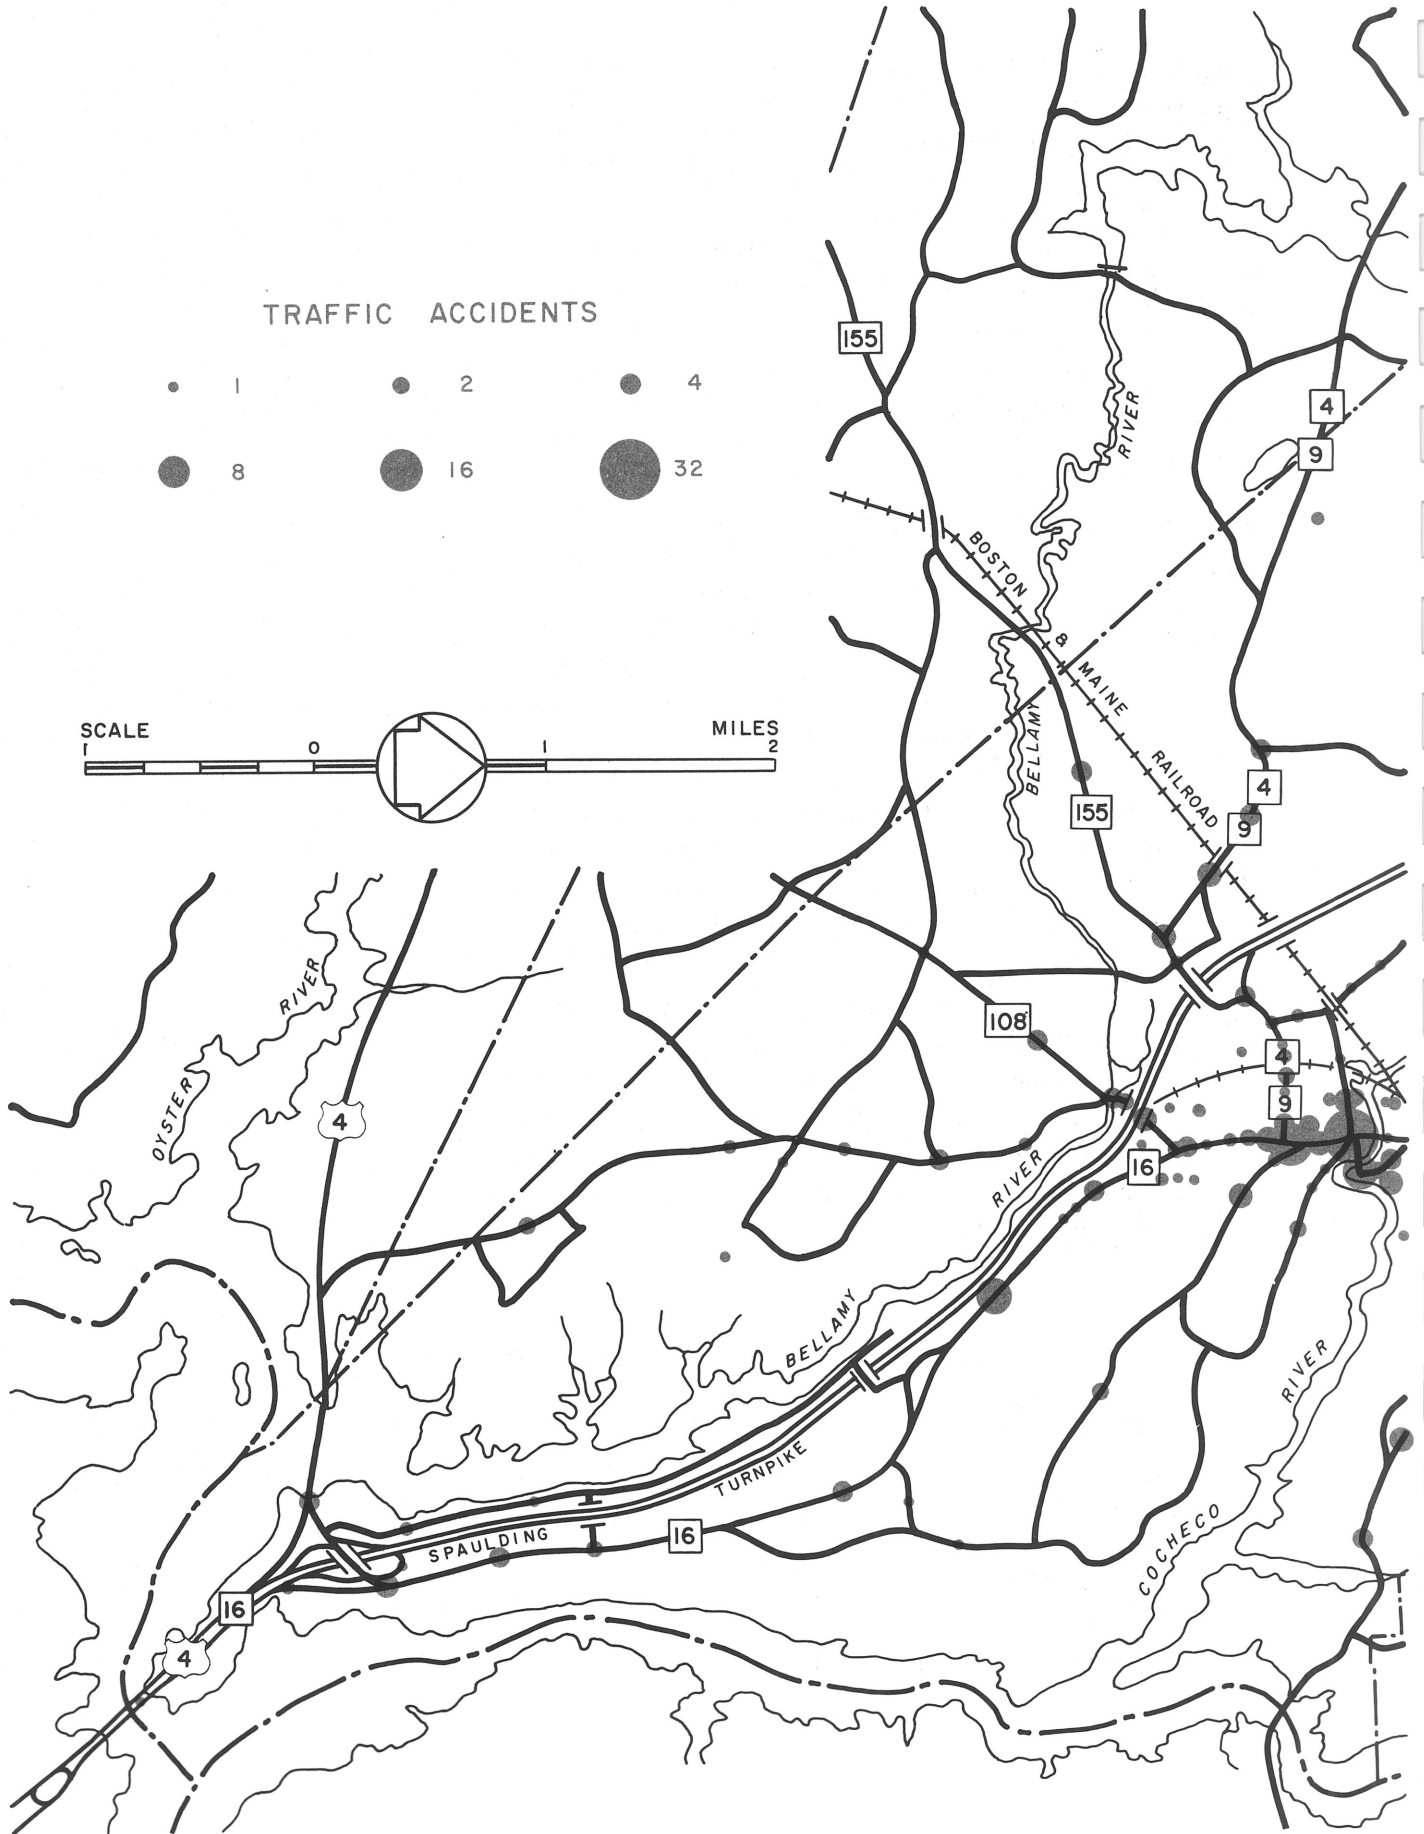 TRAFFIC ACCIDENTS
1 2 4
8 16 32
155
RIVER
4
9
BOSTON & MAINE RAILROAD
SCALE MILES
1 0 1 2
BELLAMY
155
4
9
RIVER
OYSTER
108
4
4
9
16
RIVER
BELLAMY
RIVER
TURNPIKE
SPAULDING
16
COCHECO
16
4